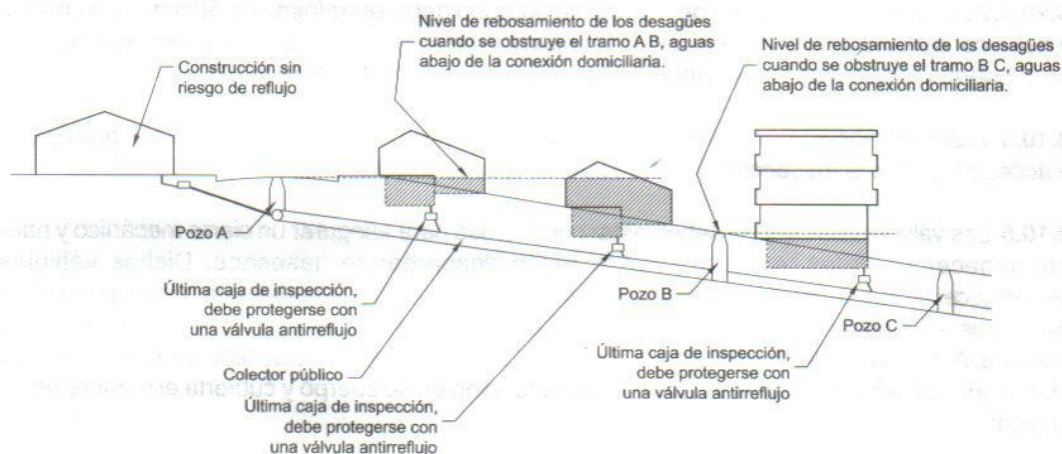 Nivel de rebosamiento de los desagües
cuando se obstruye el tramo A B, aguas
abajo de la conexión domiciliaria.
Nivel de rebosamiento de los desagües
cuando se obstruye el tramo B C, aguas
abajo de la conexión domiciliaria.
Construcción sin
riesgo de reflujo
Pozo A
Última caja de inspección,
debe protegerse con
una válvula antirreflujo
Colector público
Última caja de inspección,
debe protegerse con
una válvula antirreflujo
Pozo B
Pozo C
Última caja de inspección,
debe protegerse con
una válvula antirreflujo